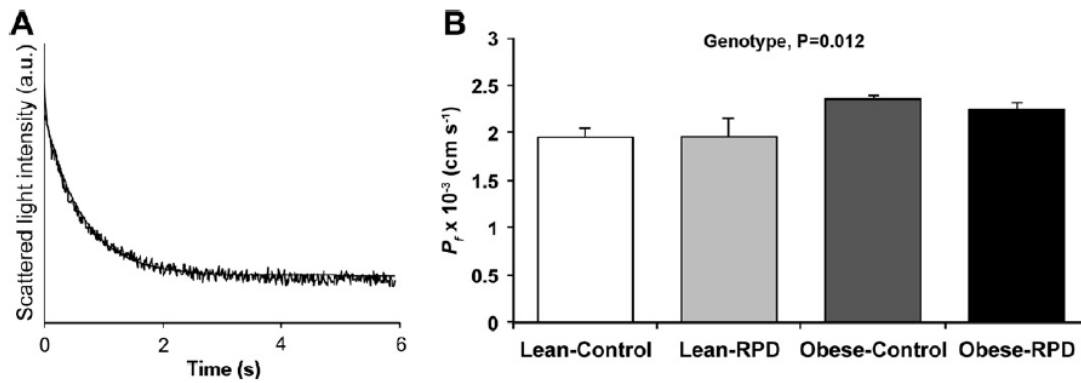 A
Scattered light intensity (a.u.)
0
2
4
6
Time (s)
B
Genotype, P=0.012
P_f x 10⁻³ (cm s⁻¹)
3
2.5
2
1.5
1
0.5
0
Lean-Control
Lean-RPD
Obese-Control
Obese-RPD